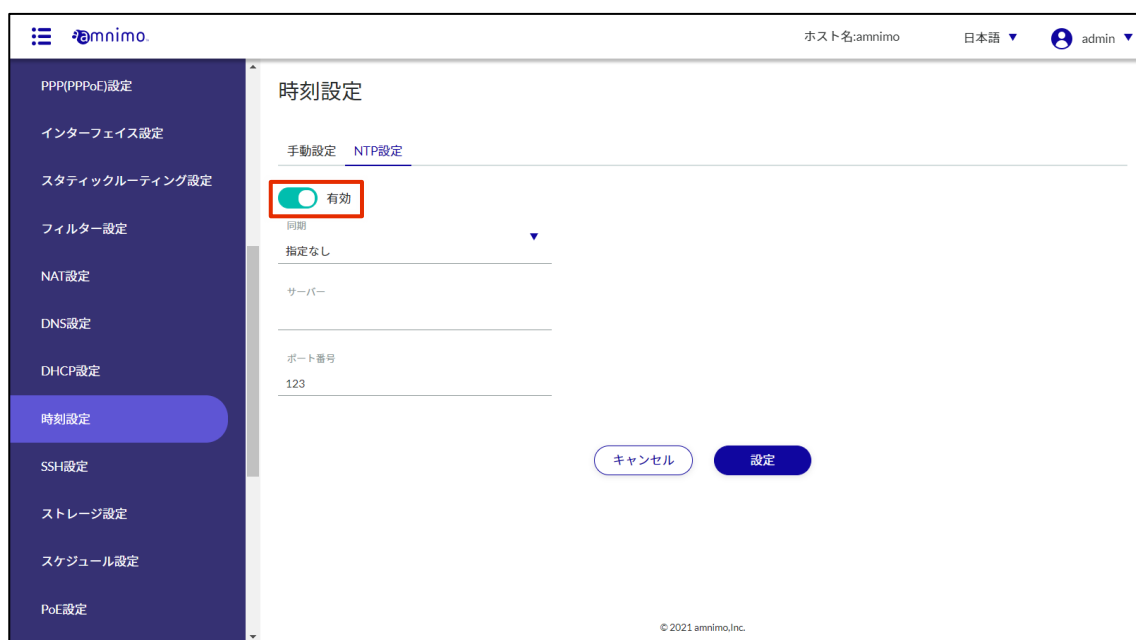 amnimo.
ホスト名:amnimo
日本語 ▼
admin ▼
PPP(PPPoE)設定
インターフェイス設定
スタティックルーティング設定
フィルター設定
NAT設定
DNS設定
DHCP設定
時刻設定
SSH設定
ストレージ設定
スケジュール設定
PoE設定
時刻設定
手動設定 NTP設定
有効
同期
指定なし ▼
サーバー
ポート番号
123
キャンセル 設定
© 2021 amnimo,Inc.